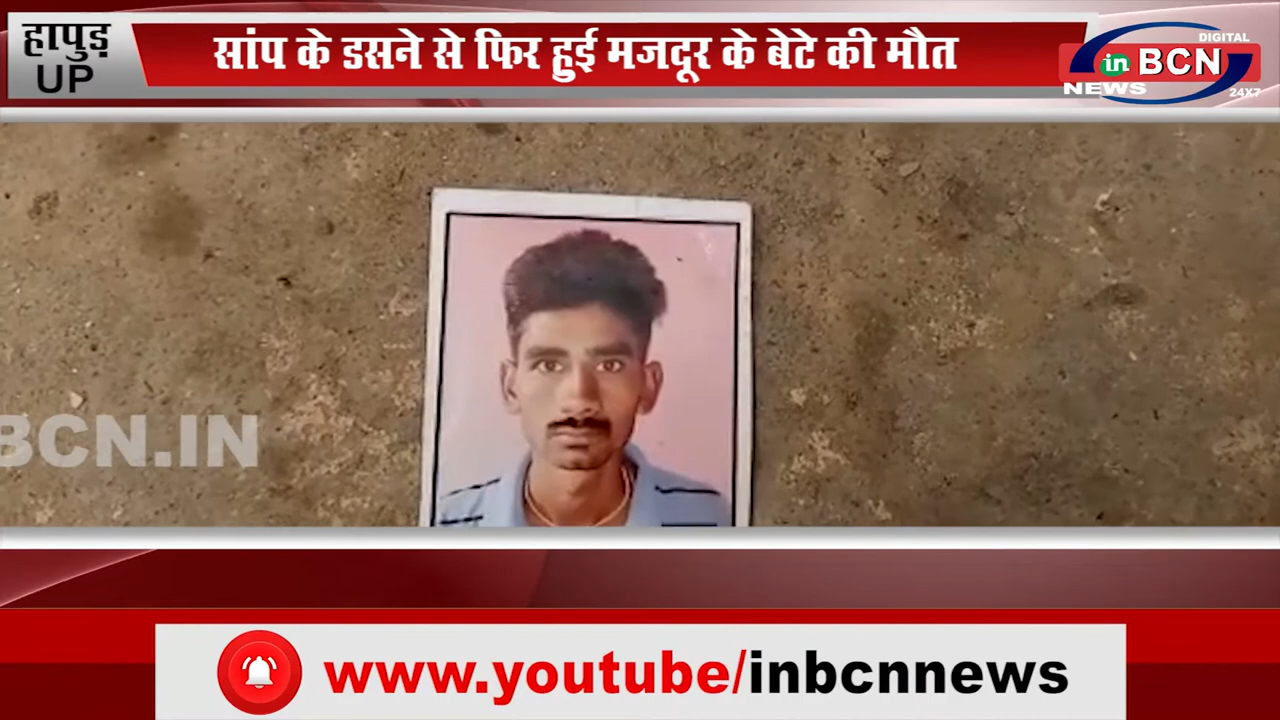 हापुड़
UP
सांप के डसने से फिर हुई मजदूर के बेटे की मौत
DIGITAL
in BCN
NEWS
24X7
BCN.IN
www.youtube/inbcnnews